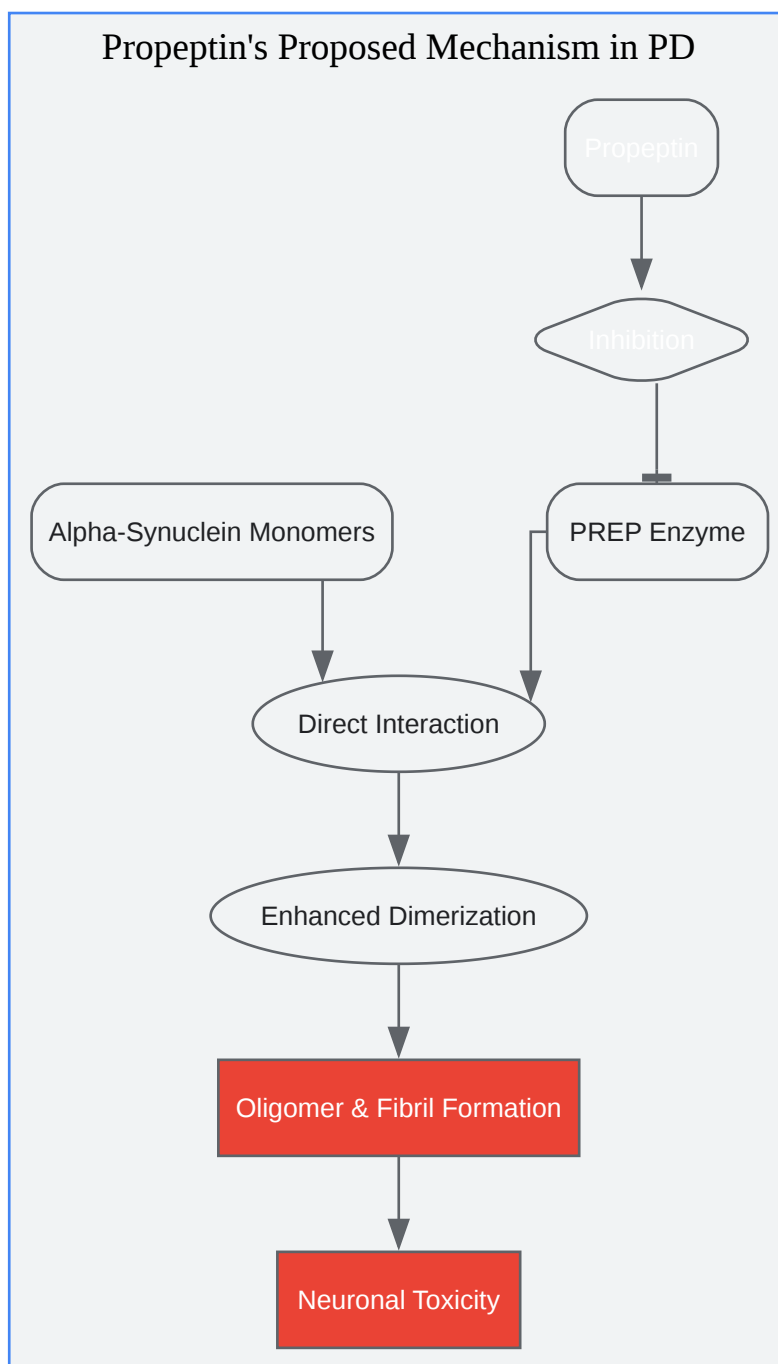 Propeptin's Proposed Mechanism in PD
Propeptin
Inhibition
Alpha-Synuclein Monomers
PREP Enzyme
Direct Interaction
Enhanced Dimerization
Oligomer & Fibril Formation
Neuronal Toxicity